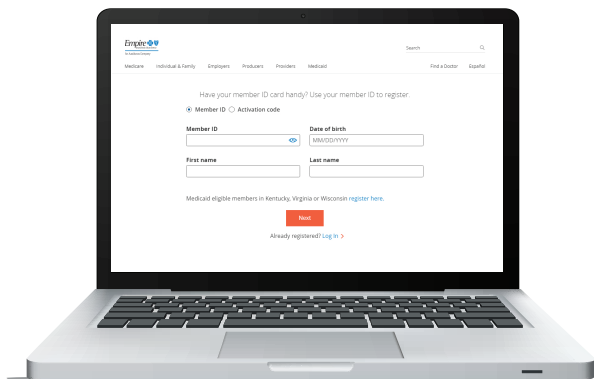 Empire
Search
Medicare Individual & Family Employers Producers Providers Medicaid Find a Doctor Español
Have your member ID card handy? Use your member ID to register.
Member ID Activation code
Member ID Date of birth
MM/DD/YYYY
First name Last name
Medicaid eligible members in Kentucky, Virginia or Wisconsin register here.
Next
Already registered? Log In >